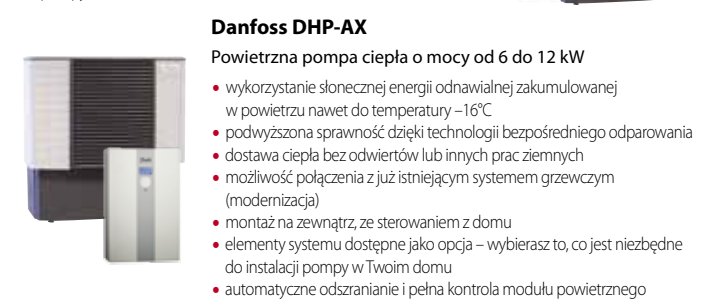 Danfoss DHP-AX
Powietrzna pompa ciepła o mocy od 6 do 12 kW
• wykorzystanie słonecznej energii odnawialnej zakumulowanej
w powietrzu nawet do temperatury –16°C
• podwyższona sprawność dzięki technologii bezpośredniego odparowania
• dostawa ciepła bez odwiertów lub innych prac ziemnych
• możliwość połączenia z już istniejącym systemem grzewczym
(modernizacja)
• montaż na zewnątrz, ze sterowaniem z domu
• elementy systemu dostępne jako opcja – wybierasz to, co jest niezbędne
do instalacji pompy w Twoim domu
• automatyczne odszranianie i pełna kontrola modułu powietrznego